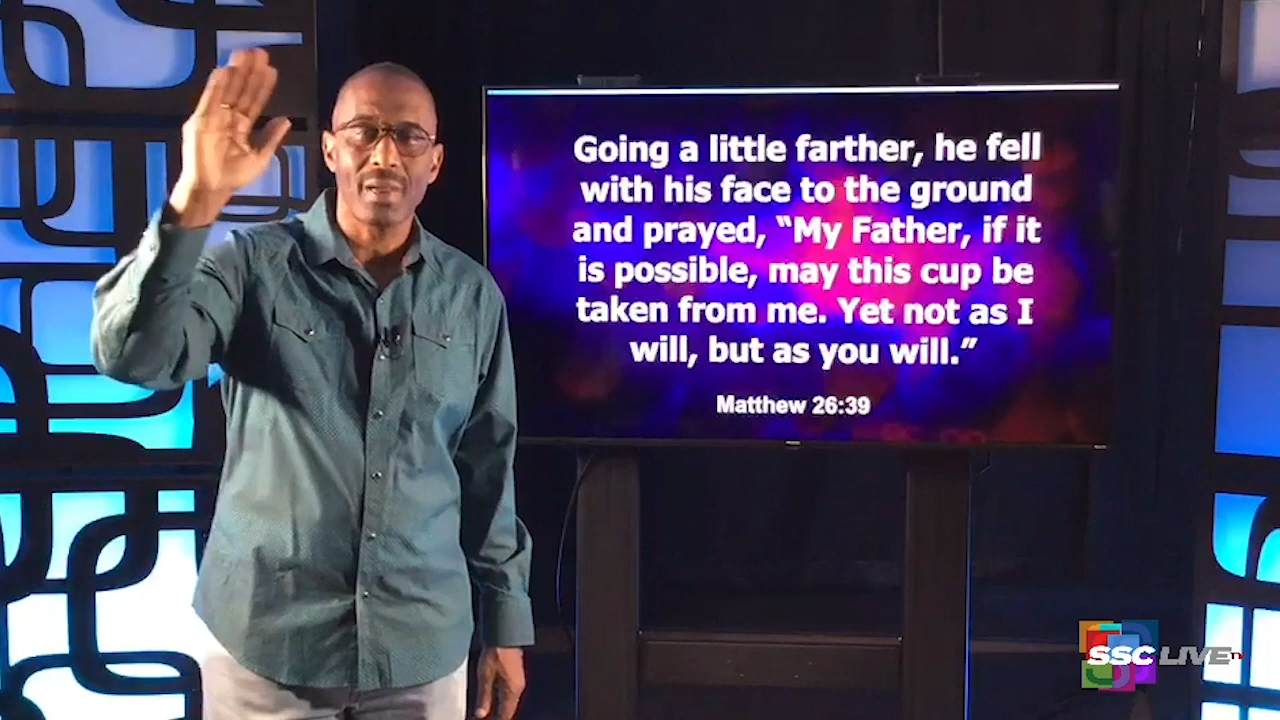 Going a little farther, he fell
with his face to the ground
and prayed, “My Father, if it
is possible, may this cup be
taken from me. Yet not as I
will, but as you will.”
Matthew 26:39
SSC LIVE TV